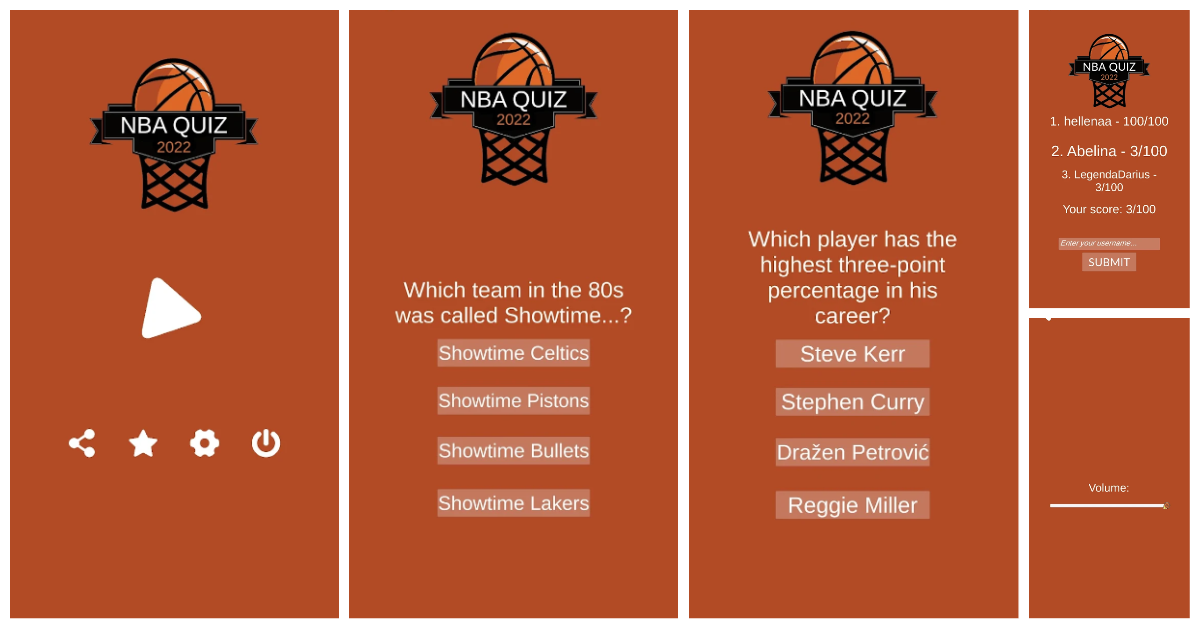 NBA QUIZ
2022
NBA QUIZ
2022
Which team in the 80s
was called Showtime...?
Showtime Celtics
Showtime Pistons
Showtime Bullets
Showtime Lakers
NBA QUIZ
2022
Which player has the
highest three-point
percentage in his
career?
Steve Kerr
Stephen Curry
Dražen Petrović
Reggie Miller
NBA QUIZ
2022
1. hellenaa - 100/100
2. Abelina - 3/100
3. LegendaDarius -
3/100
Your score: 3/100
Enter your username...
SUBMIT
Volume: